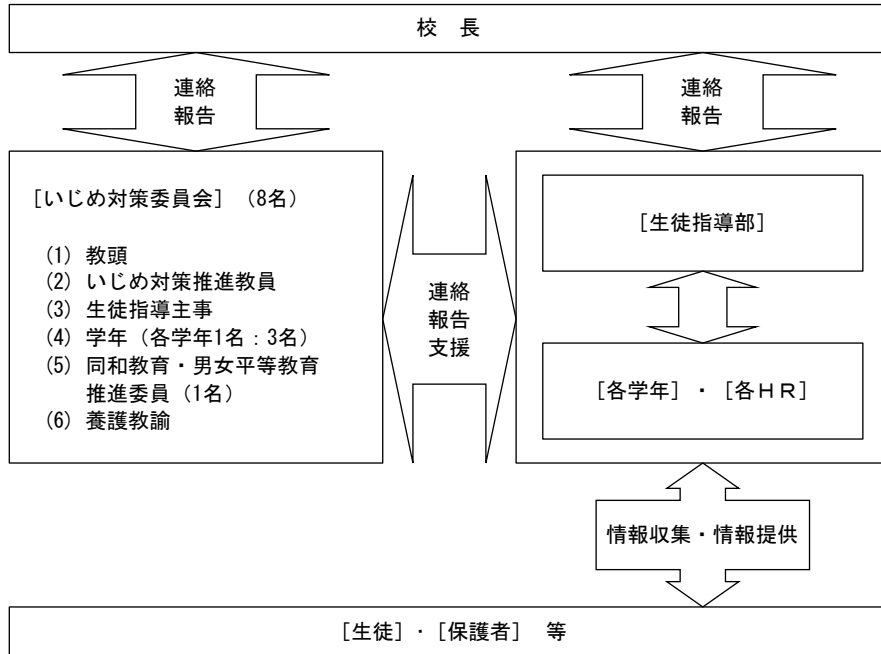 校　長
連絡
報告
連絡
報告
［いじめ対策委員会］（8名）
(1) 教頭
(2) いじめ対策推進教員
(3) 生徒指導主事
(4) 学年（各学年1名：3名）
(5) 同和教育・男女平等教育
推進委員（1名）
(6) 養護教諭
連絡
報告
支援
［生徒指導部］
［各学年］・［各ＨＲ］
情報収集・情報提供
［生徒］・［保護者］　等